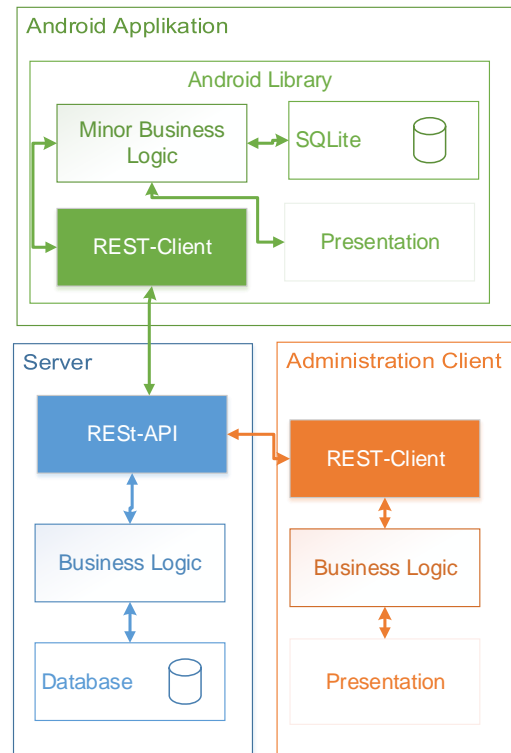 Android Applikation
Android Library
Minor Business
Logic
SQLite
REST-Client
Presentation
Server
Administration Client
RESt-API
REST-Client
Business Logic
Business Logic
Database
Presentation